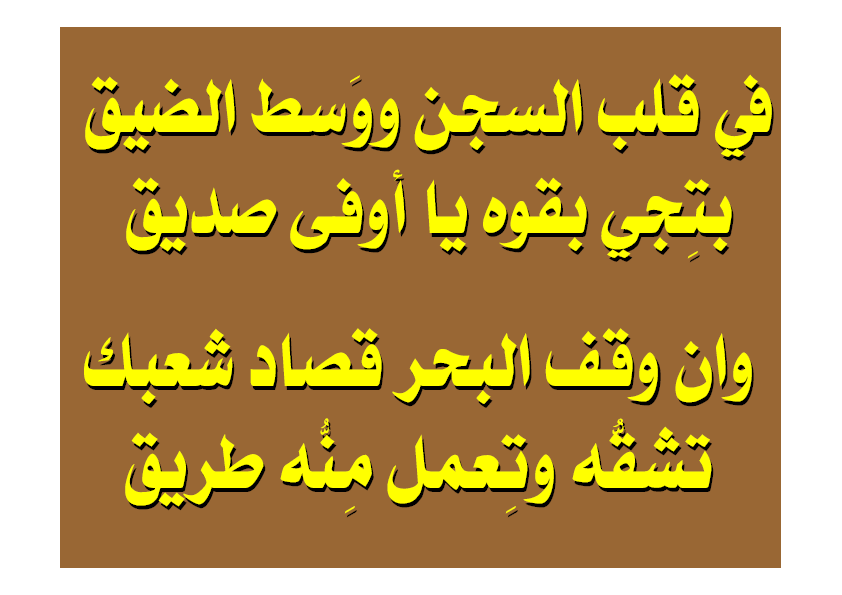 في قلب السجن ووَسط الضيق
بتِجي بقوه يا أوفى صديق
وان وقف البحر قصاد شعبك
تشقُّه وتِعمل مِنُّه طريق